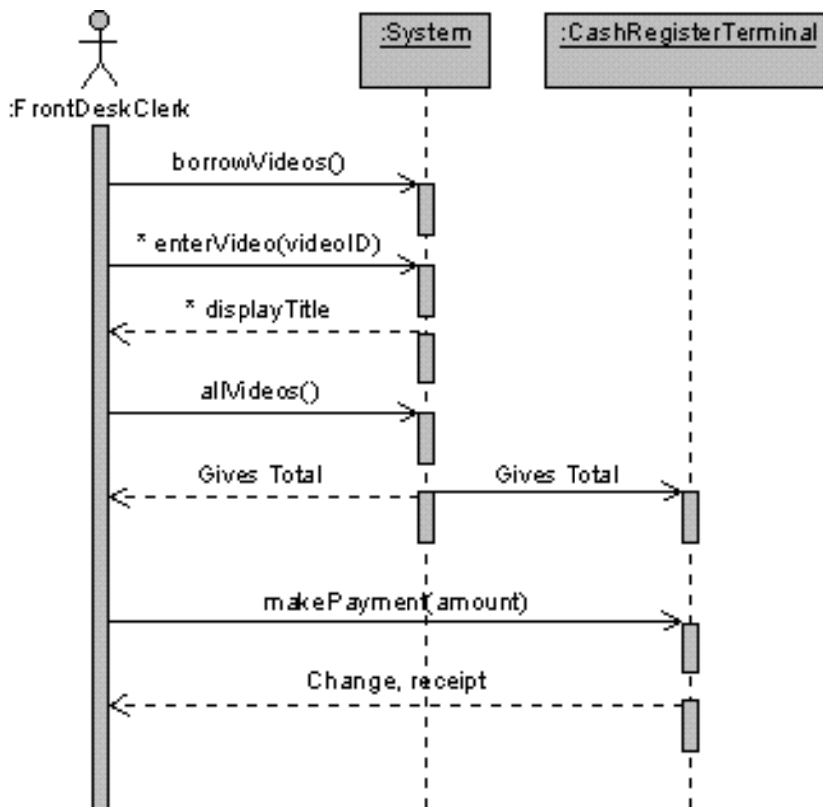 :System
:CashRegisterTerminal
:FrontDeskClerk
borrowVideos()
* enterVideo(videoID)
* displayTitle
allVideos()
Gives Total
Gives Total
makePayment(amount)
Change, receipt